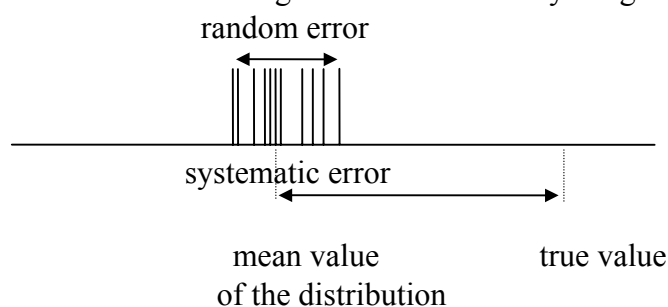 random error
systematic error
mean value true value
of the distribution